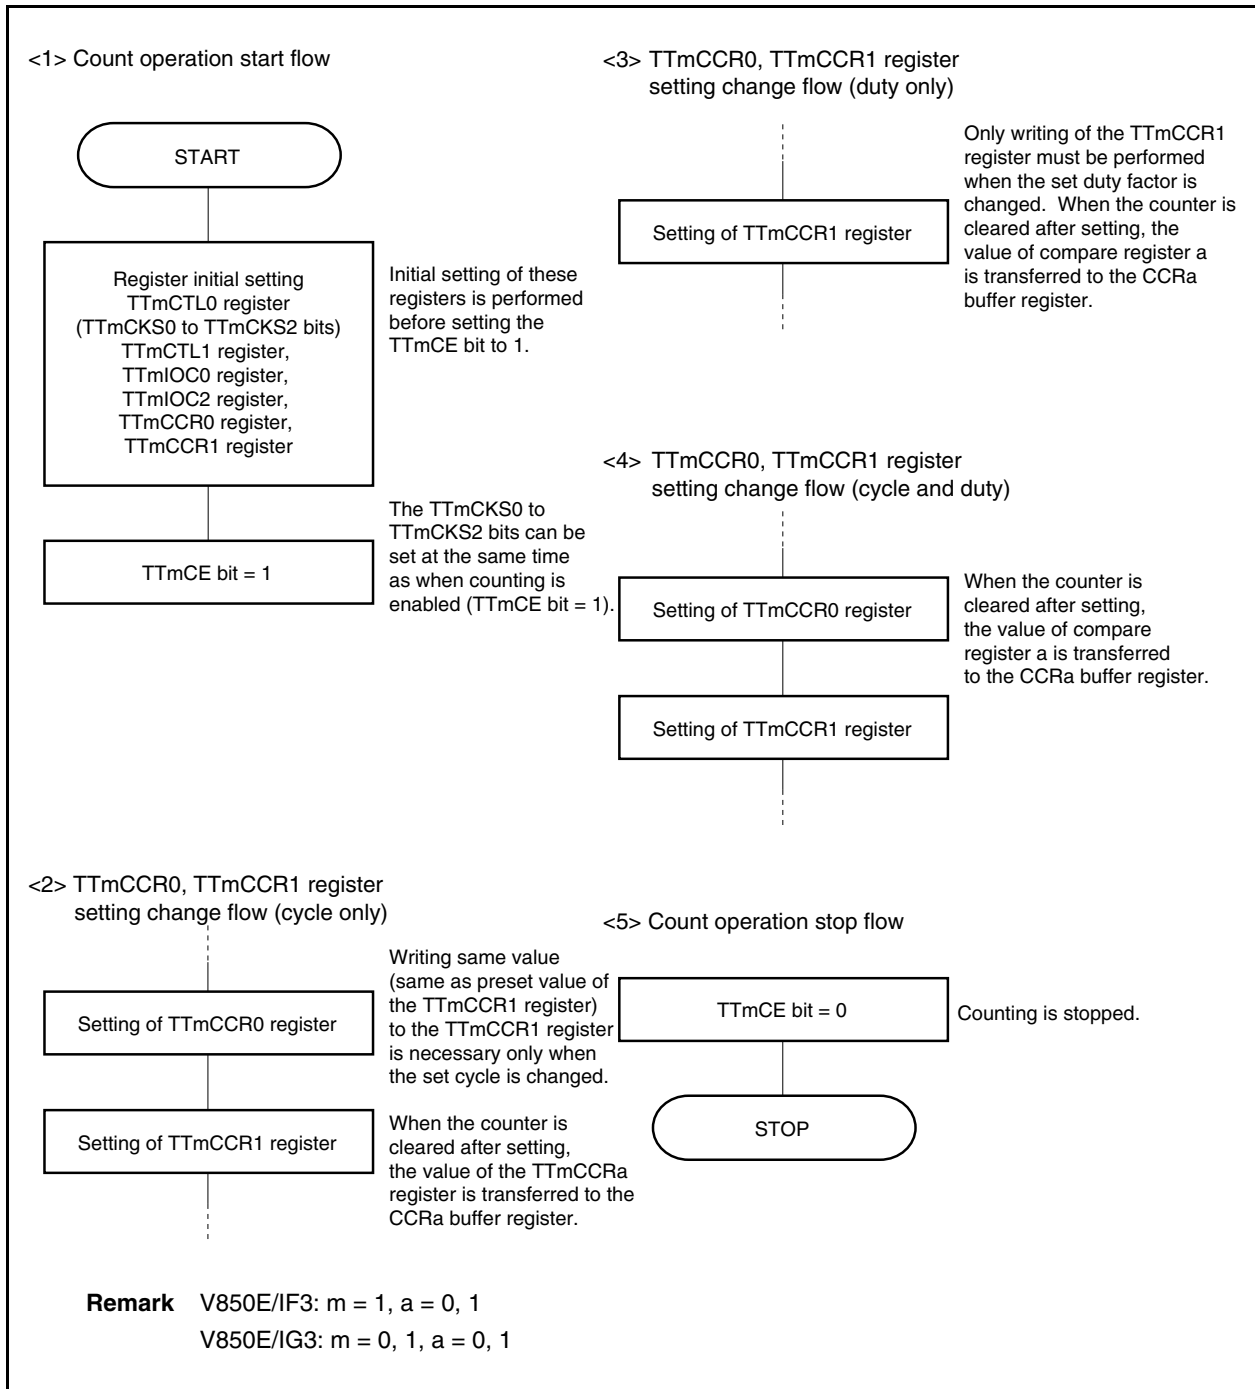 <1> Count operation start flow
START
Register initial setting
TTmCTL0 register
(TTmCKS0 to TTmCKS2 bits)
TTmCTL1 register,
TTmIOC0 register,
TTmIOC2 register,
TTmCCR0 register,
TTmCCR1 register
Initial setting of these
registers is performed
before setting the
TTmCE bit to 1.
TTmCE bit = 1
The TTmCKS0 to
TTmCKS2 bits can be
set at the same time
as when counting is
enabled (TTmCE bit = 1).
<2> TTmCCR0, TTmCCR1 register
setting change flow (cycle only)
Setting of TTmCCR0 register
Writing same value
(same as preset value of
the TTmCCR1 register)
to the TTmCCR1 register
is necessary only when
the set cycle is changed.
Setting of TTmCCR1 register
When the counter is
cleared after setting,
the value of the TTmCCRa
register is transferred to the
CCRa buffer register.
<3> TTmCCR0, TTmCCR1 register
setting change flow (duty only)
Setting of TTmCCR1 register
Only writing of the TTmCCR1
register must be performed
when the set duty factor is
changed. When the counter is
cleared after setting, the
value of compare register a
is transferred to the CCRa
buffer register.
<4> TTmCCR0, TTmCCR1 register
setting change flow (cycle and duty)
Setting of TTmCCR0 register
When the counter is
cleared after setting,
the value of compare
register a is transferred
to the CCRa buffer register.
Setting of TTmCCR1 register
<5> Count operation stop flow
TTmCE bit = 0
Counting is stopped.
STOP
Remark V850E/IF3: m = 1, a = 0, 1
V850E/IG3: m = 0, 1, a = 0, 1